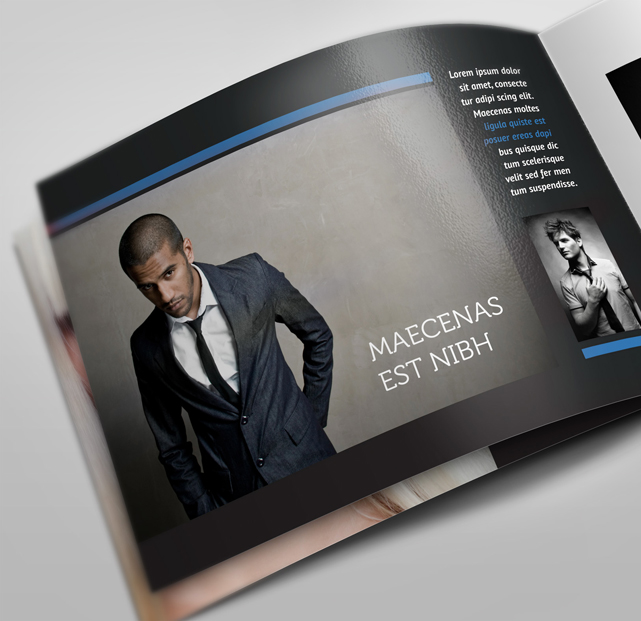 Lorem ipsum dolor
sit amet, consecte
tur adipi scing elit.
Maecenas moltes
ligula quiste est
posuer ereas dapi
bus quisque dic
tum scelerisque
velit sed fer men
tum suspendisse.
MAECENAS
EST NIBH